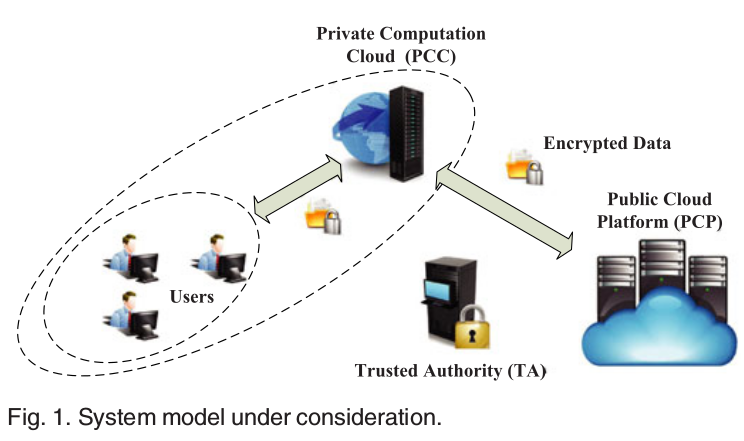 Private Computation
Cloud (PCC)
Encrypted Data
Public Cloud
Platform (PCP)
Users
Trusted Authority (TA)
Fig. 1. System model under consideration.